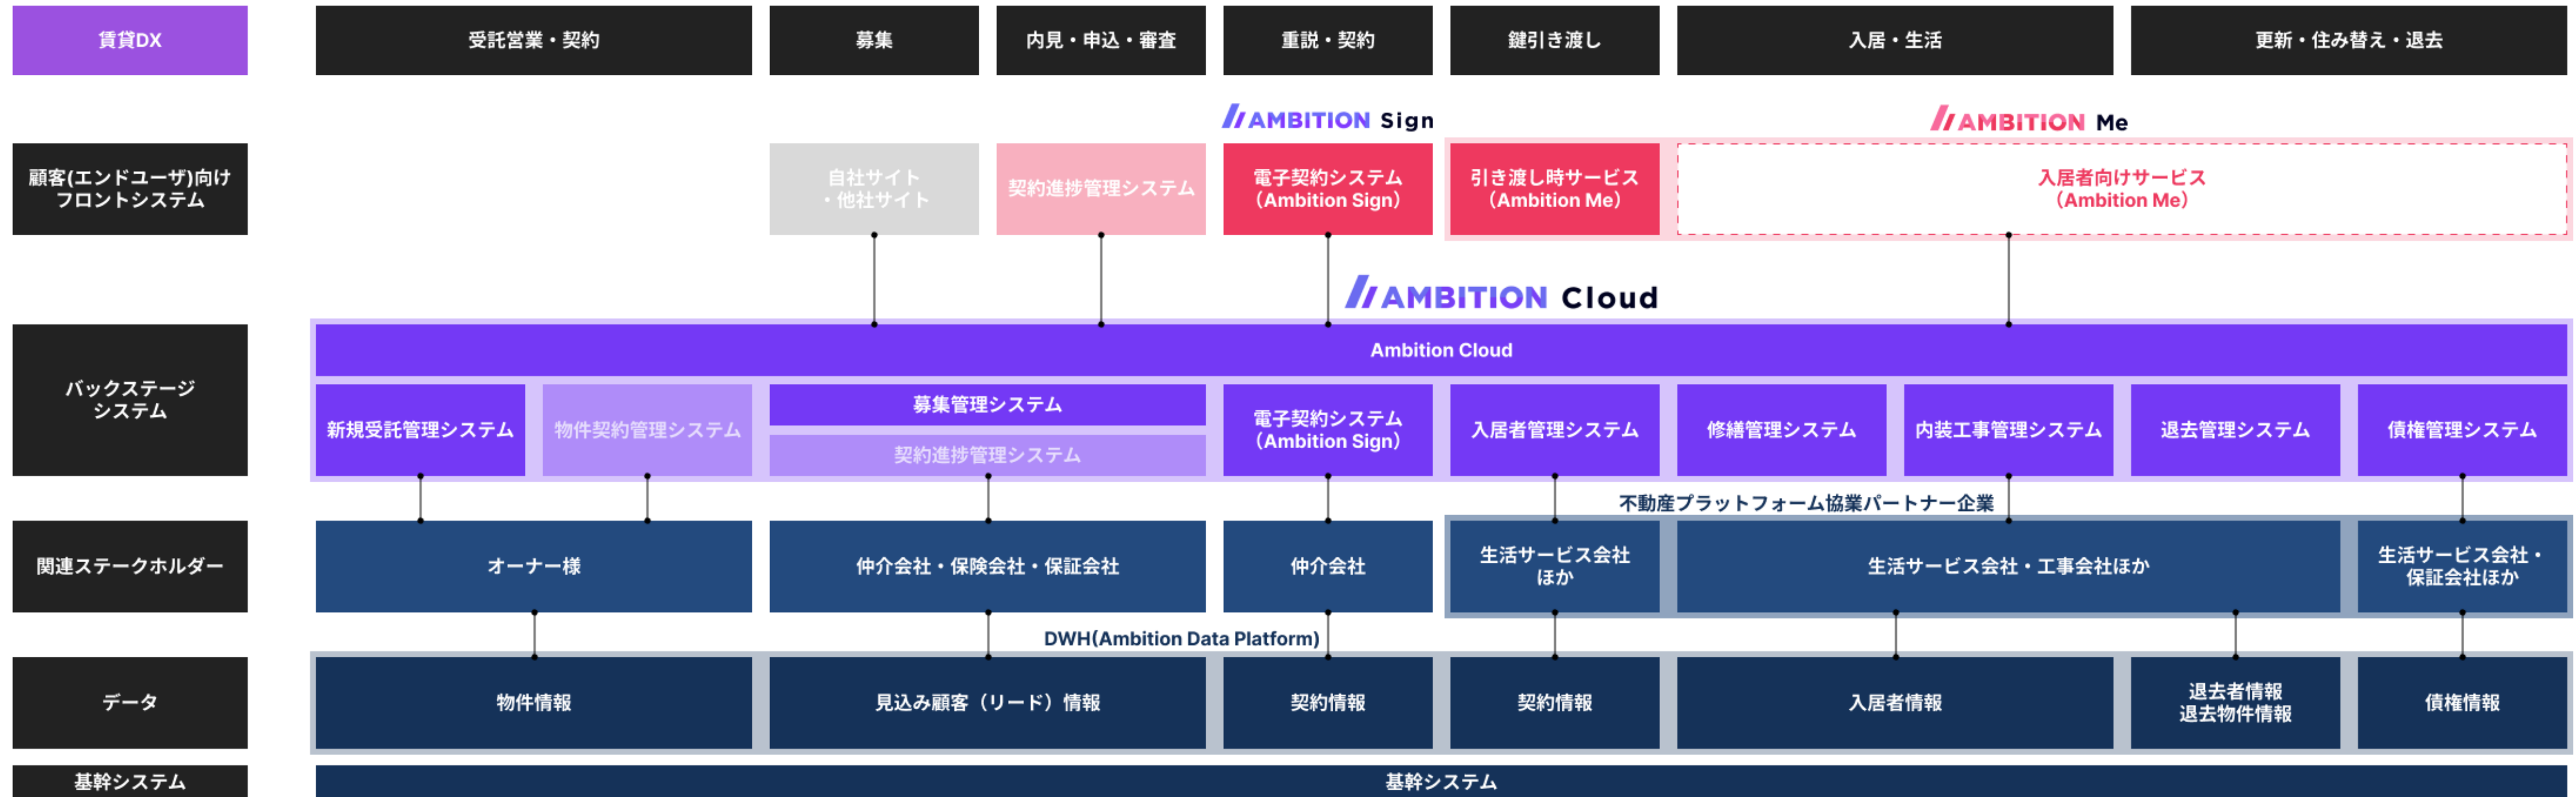 賃貸DX
受託営業・契約
募集
内見・申込・審査
重説・契約
鍵引き渡し
入居・生活
更新・住み替え・退去
AMBITION Sign
AMBITION Me
顧客(エンドユーザ)向け
フロントシステム
自社サイト
・他社サイト
契約進捗管理システム
電子契約システム
（Ambition Sign）
引き渡し時サービス
（Ambition Me）
入居者向けサービス
（Ambition Me）
AMBITION Cloud
バックステージ
システム
Ambition Cloud
新規受託管理システム
物件契約管理システム
募集管理システム
契約進捗管理システム
電子契約システム
（Ambition Sign）
入居者管理システム
修繕管理システム
内装工事管理システム
退去管理システム
債権管理システム
不動産プラットフォーム協業パートナー企業
関連ステークホルダー
オーナー様
仲介会社・保険会社・保証会社
仲介会社
生活サービス会社
ほか
生活サービス会社・工事会社ほか
生活サービス会社・
保証会社ほか
DWH(Ambition Data Platform)
データ
物件情報
見込み顧客（リード）情報
契約情報
契約情報
入居者情報
退去者情報
退去物件情報
債権情報
基幹システム
基幹システム